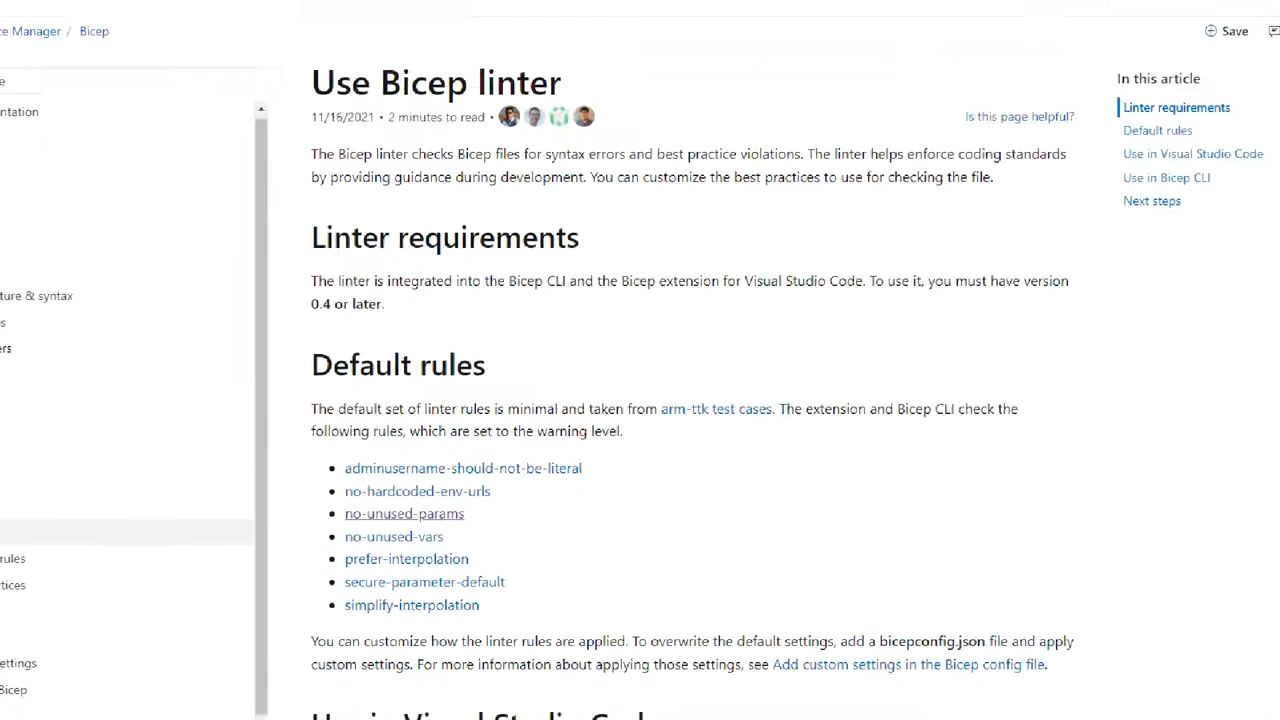 ce Manager / Bicep
Save
e
ntation
ture & syntax
s
ers
rules
tices
ettings
Bicep
Use Bicep linter
11/16/2021 • 2 minutes to read •
Is this page helpful?
The Bicep linter checks Bicep files for syntax errors and best practice violations. The linter helps enforce coding standards
by providing guidance during development. You can customize the best practices to use for checking the file.
Linter requirements
The linter is integrated into the Bicep CLI and the Bicep extension for Visual Studio Code. To use it, you must have version
0.4 or later.
Default rules
The default set of linter rules is minimal and taken from arm-ttk test cases. The extension and Bicep CLI check the
following rules, which are set to the warning level.
• adminusername-should-not-be-literal
• no-hardcoded-env-urls
• no-unused-params
• no-unused-vars
• prefer-interpolation
• secure-parameter-default
• simplify-interpolation
You can customize how the linter rules are applied. To overwrite the default settings, add a bicepconfig.json file and apply
custom settings. For more information about applying those settings, see Add custom settings in the Bicep config file.
Use in Visual Studio Code
In this article
Linter requirements
Default rules
Use in Visual Studio Code
Use in Bicep CLI
Next steps